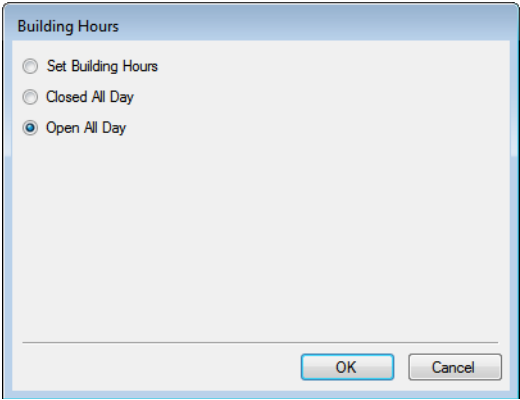 Building Hours
Set Building Hours
Closed All Day
Open All Day
OK
Cancel